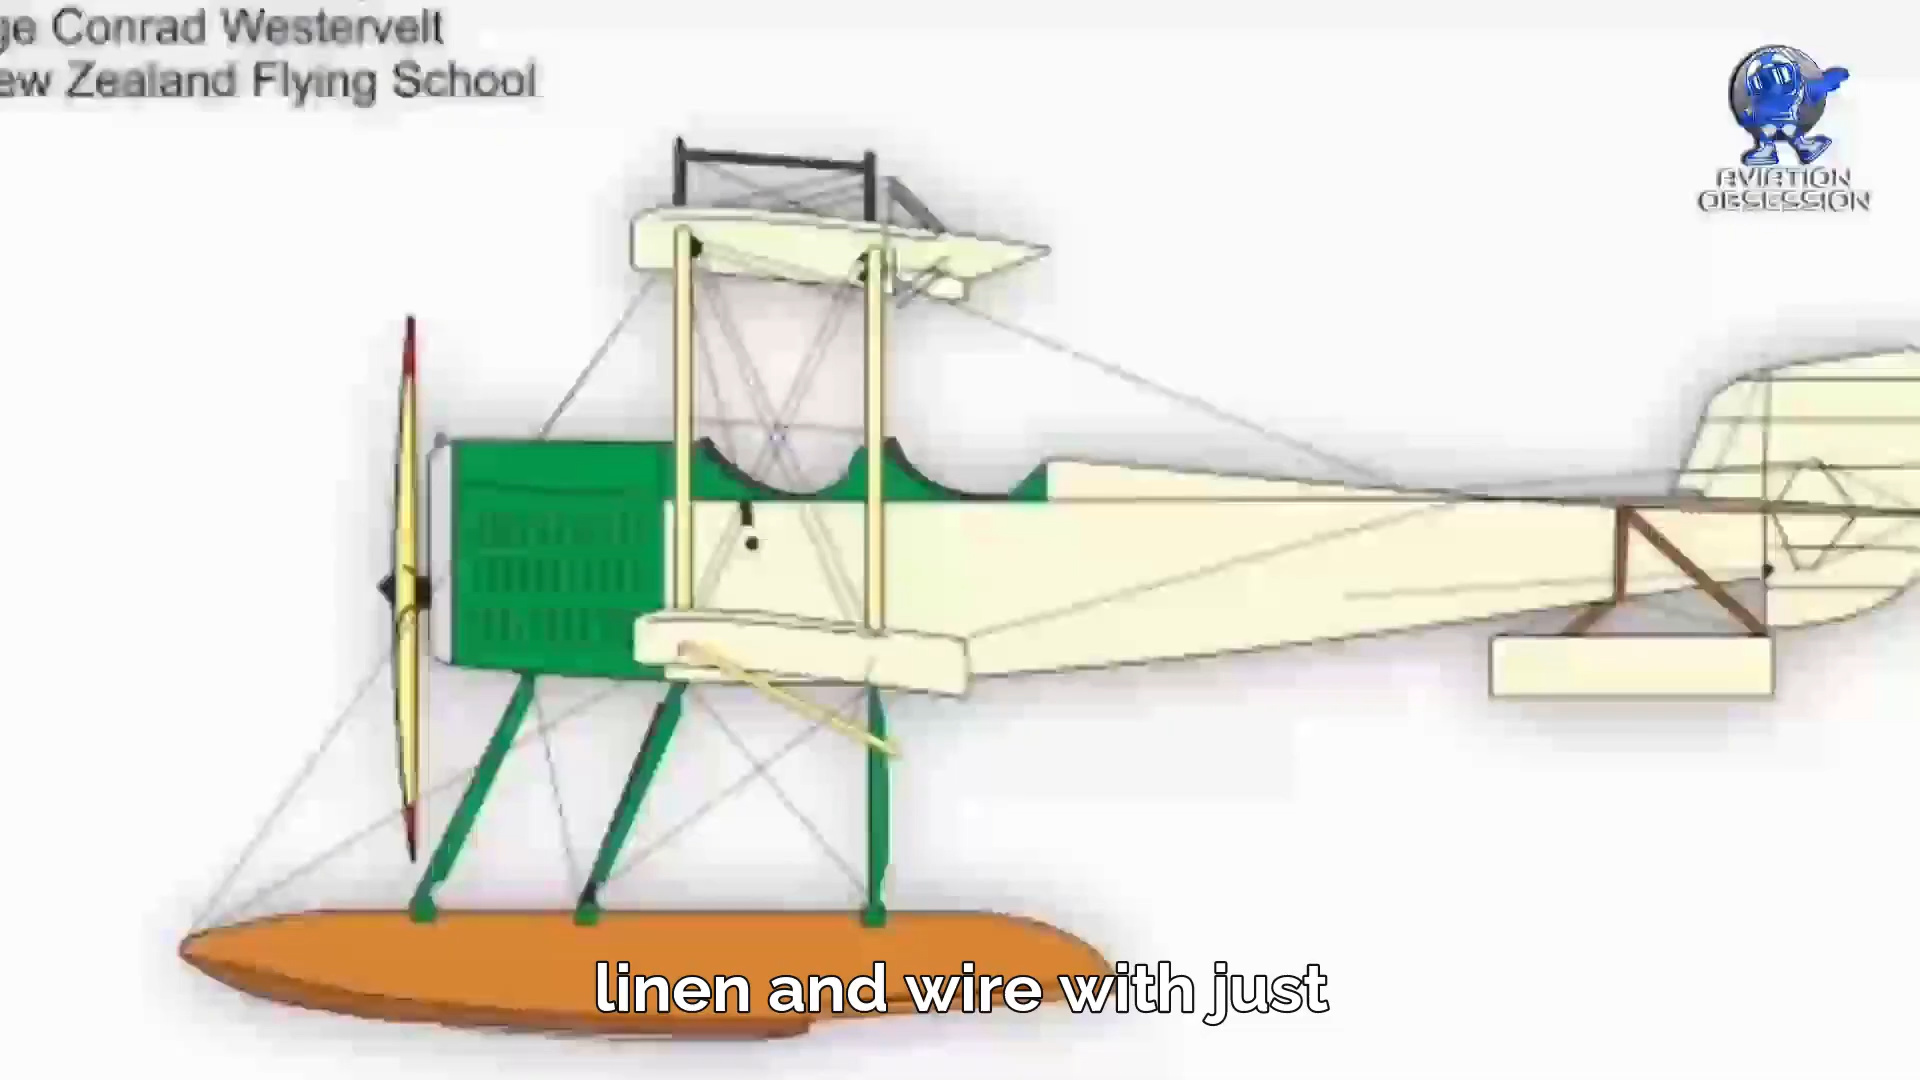 ge Conrad Westervelt
ew Zealand Flying School
AVIATION
OBSESSION
linen and wire with just